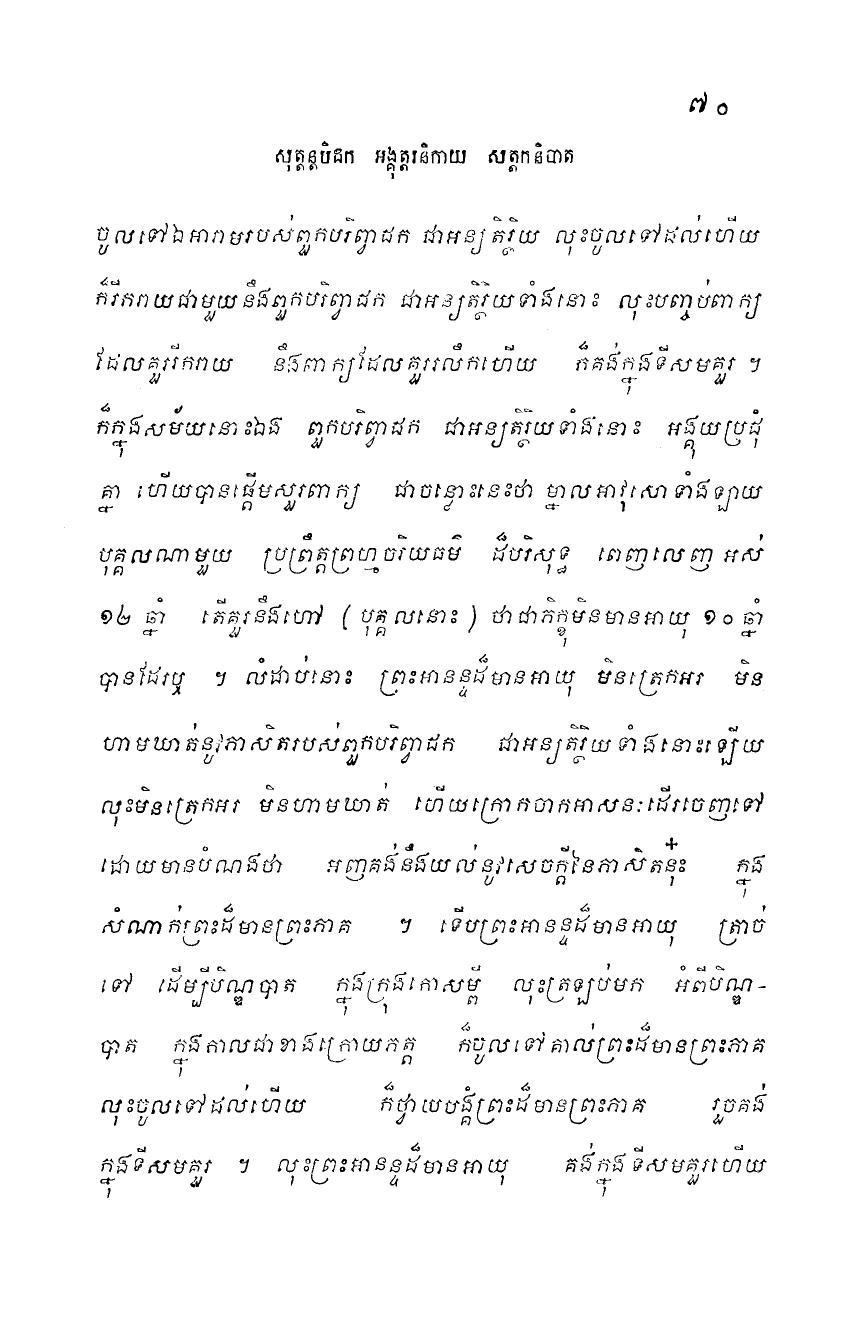 ៧០
សុត្តន្តបិដក អង្គុត្តរនិកាយ សត្តកនិបាត
ចូលទៅឯអារាមរបស់ពួកបរិព្វាជក ជាអន្យតិរ្ថិយ លុះចូលទៅដល់ហើយ
ក៏រីករាយជាមួយនឹងពួកបរិព្វាជក ជាអន្យតិរ្ថិយទាំងនោះ លុះបញ្ចប់ពាក្យ
ដែលគួររីករាយ នឹងពាក្យដែលគួររលឹកហើយ ក៏គង់ក្នុងទីសមគួរ ។
ក៏ក្នុងសម័យនោះឯង ពួកបរិព្វាជក ជាអន្យតិរ្ថិយទាំងនោះ អង្គុយប្រជុំ
គ្នា ហើយបានផ្តើមសួរពាក្យ ជាចន្លោះនេះថា ម្នាលអាវុសោទាំងឡាយ
បុគ្គលណាមួយ ប្រព្រឹត្តព្រហ្មចរិយធម៌ ដ៏បរិសុទ្ធ ពេញលេញ អស់
១២ ឆ្នាំ តើគួរនឹងហៅ (បុគ្គលនោះ) ថាជាភិក្ខុមិនមានអាយុ ១០ ឆ្នាំ
បានដែរឬ ។ លំដាប់នោះ ព្រះអានន្ទដ៏មានអាយុ មិនត្រេកអរ មិន
ហាមឃាត់នូវភាសិតរបស់ពួកបរិព្វាជក ជាអន្យតិរ្ថិយទាំងនោះឡើយ
លុះមិនត្រេកអរ មិនហាមឃាត់ ហើយក្រោកចាកអាសនៈដើរចេញទៅ
ដោយមានបំណងថា អញគង់នឹងយល់នូវសេចក្តីនៃភាសិតនុ៎ះ ក្នុង
សំណាក់ព្រះដ៏មានព្រះភាគ ។ ទើបព្រះអានន្ទដ៏មានអាយុ ត្រាច់
ទៅ ដើម្បីបិណ្ឌបាត ក្នុងក្រុងកោសម្ពី លុះត្រឡប់មក អំពីបិណ្ឌ-
បាត ក្នុងកាលជាខាងក្រោយភត្ត ក៏ចូលទៅគាល់ព្រះដ៏មានព្រះភាគ
លុះចូលទៅដល់ហើយ ក៏ថ្វាយបង្គំព្រះដ៏មានព្រះភាគ រួចគង់
ក្នុងទីសមគួរ ។ លុះព្រះអានន្ទដ៏មានអាយុ គង់ក្នុងទីសមគួរហើយ